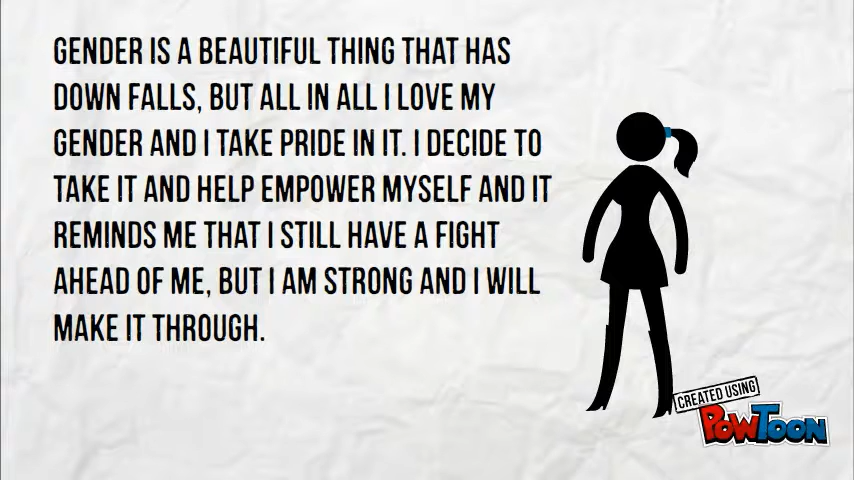 GENDER IS A BEAUTIFUL THING THAT HAS
DOWN FALLS, BUT ALL IN ALL I LOVE MY
GENDER AND I TAKE PRIDE IN IT. I DECIDE TO
TAKE IT AND HELP EMPOWER MYSELF AND IT
REMINDS ME THAT I STILL HAVE A FIGHT
AHEAD OF ME, BUT I AM STRONG AND I WILL
MAKE IT THROUGH.
CREATED USING
POWTOON